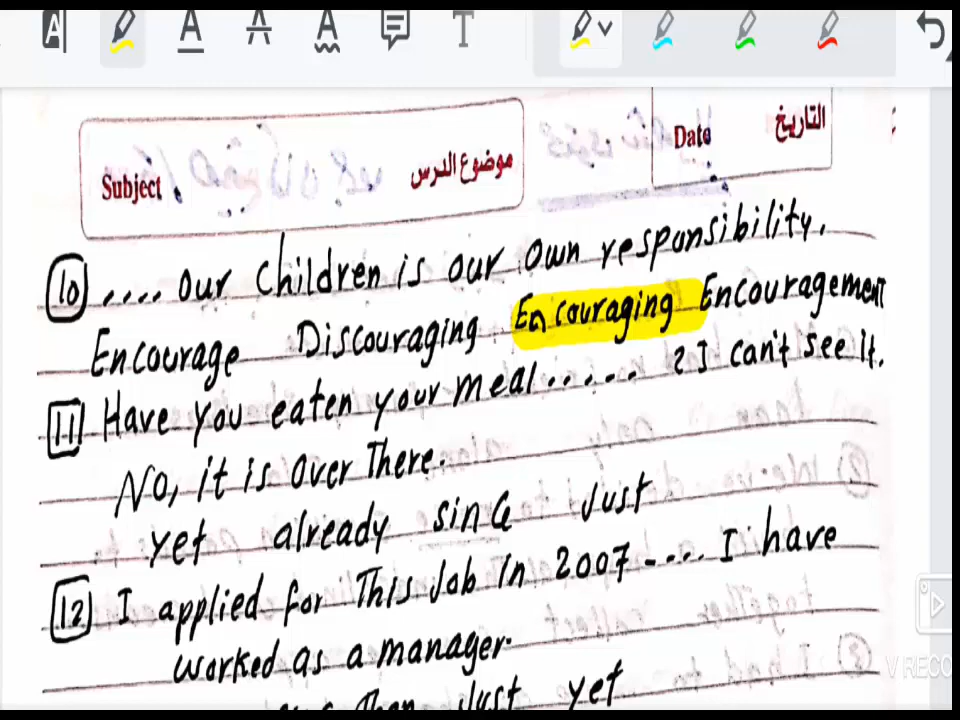 A A A A T
التاريخ
Date
موضوع الدرس
Subject
10 .... our children is our own responsibility.
Encourage Discouraging Encouraging Encouragement
11 Have you eaten your meal ..... ? I can't see it.
No, it is over There.
yet already since Just
12 I applied for This Job in 2007 .... I have
worked as a manager.
Just yet
V RECO